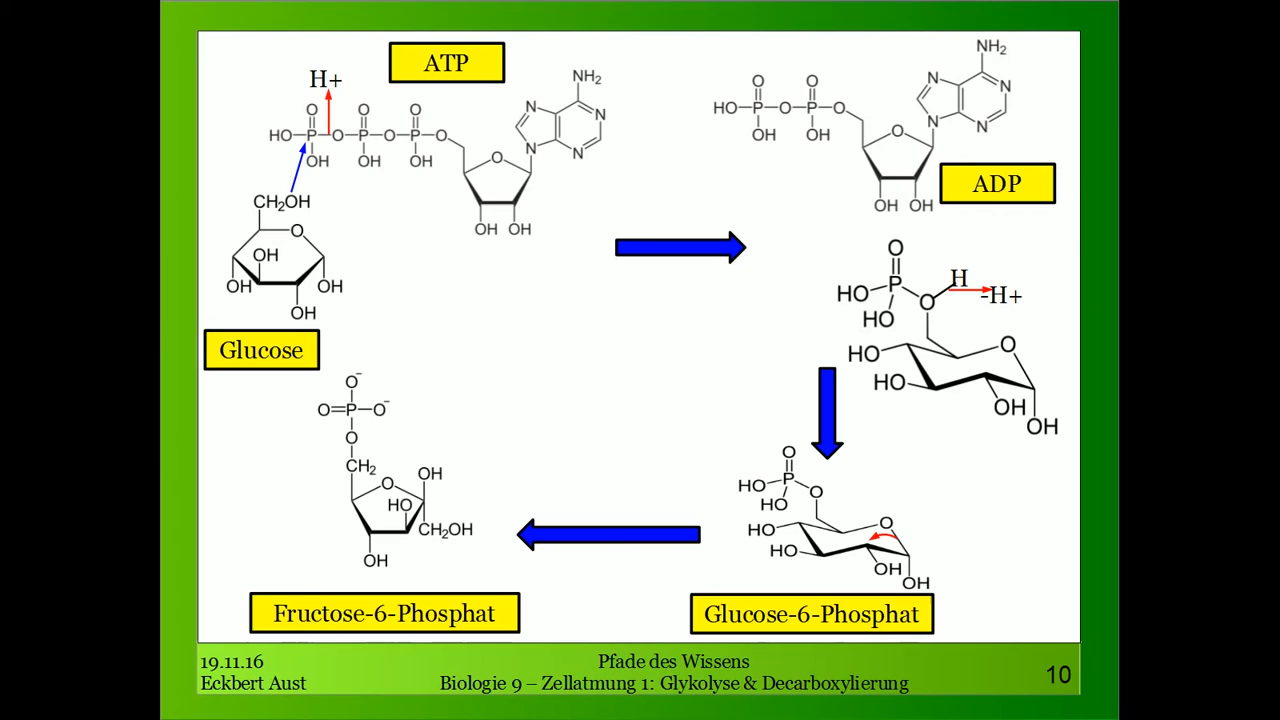 ATP
H+
NH₂
O O O
HO P O P O P O
OH OH OH
N N N N
O
OH OH
CH₂OH
O
OH
OH OH
OH
Glucose
NH₂
O O
HO P O P O
OH OH
N N N N
O
OH OH
ADP
O
H
-H+
HO P
O
HO
O
HO
HO
OH
OH
O
HO P
O
HO
O
HO
HO
OH
OH
Glucose-6-Phosphat
O⁻
O=P–O⁻
O
CH₂
O
OH
HO
CH₂OH
OH
Fructose-6-Phosphat
19.11.16
Eckbert Aust
Pfade des Wissens
Biologie 9 – Zellatmung 1: Glykolyse & Decarboxylierung
10